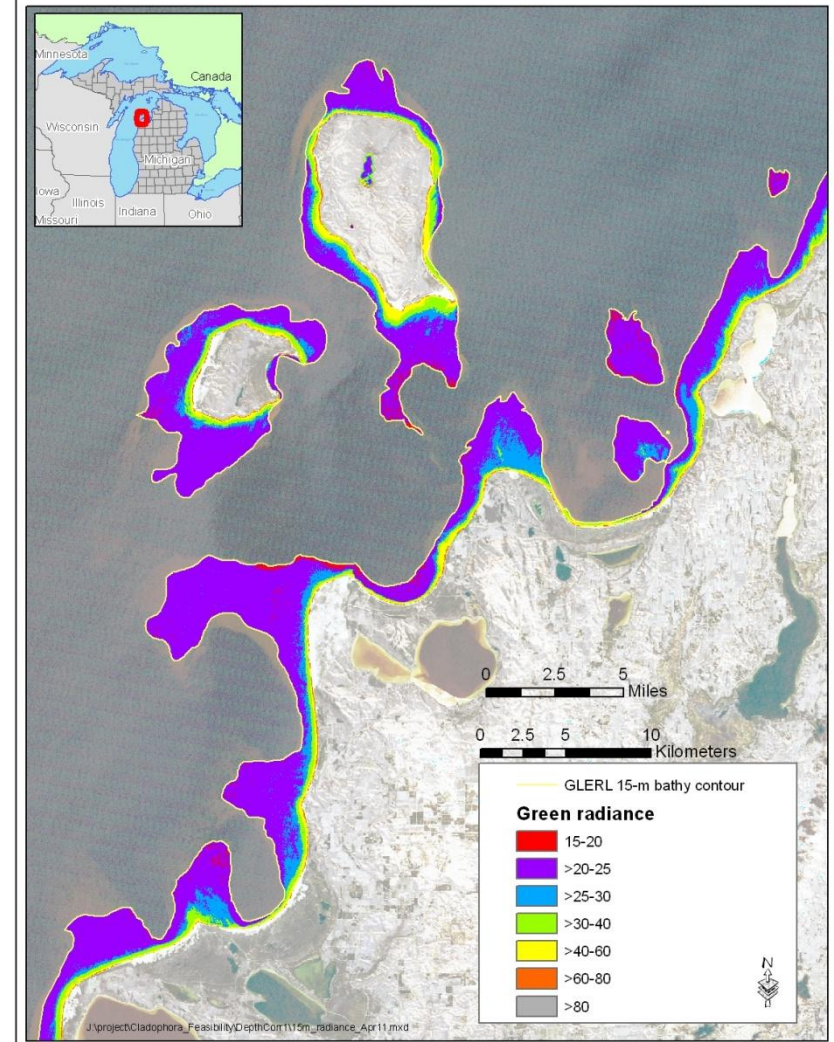 Minnesota
Canada
Wisconsin
Michigan
Iowa
Illinois
Indiana
Ohio
Missouri
0 2.5 5
Miles
0 2.5 5 10
Kilometers
GLERL 15-m bathy contour
Green radiance
15-20
>20-25
>25-30
>30-40
>40-60
>60-80
>80
N
J:\project\Cladophora_Feasibility\DepthCorr1\15m_radiance_Apr11.mxd